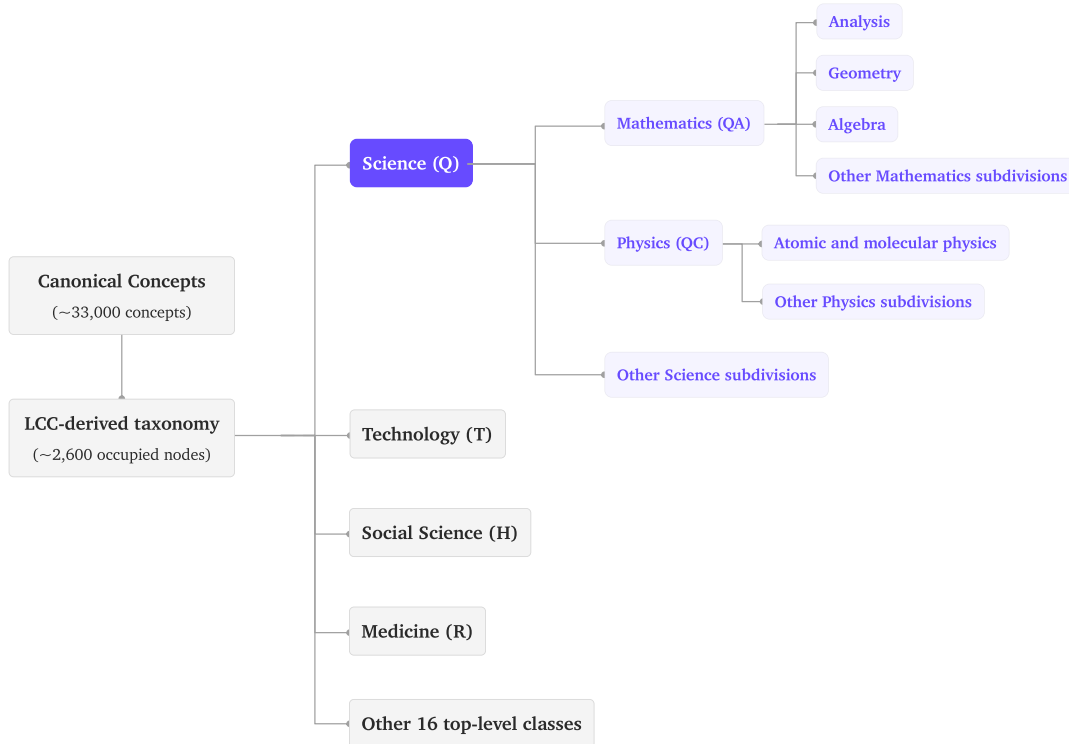 Analysis
Geometry
Mathematics (QA)
Algebra
Science (Q)
Other Mathematics subdivisions
Physics (QC)
Atomic and molecular physics
Canonical Concepts
(~33,000 concepts)
Other Physics subdivisions
Other Science subdivisions
LCC-derived taxonomy
(~2,600 occupied nodes)
Technology (T)
Social Science (H)
Medicine (R)
Other 16 top-level classes